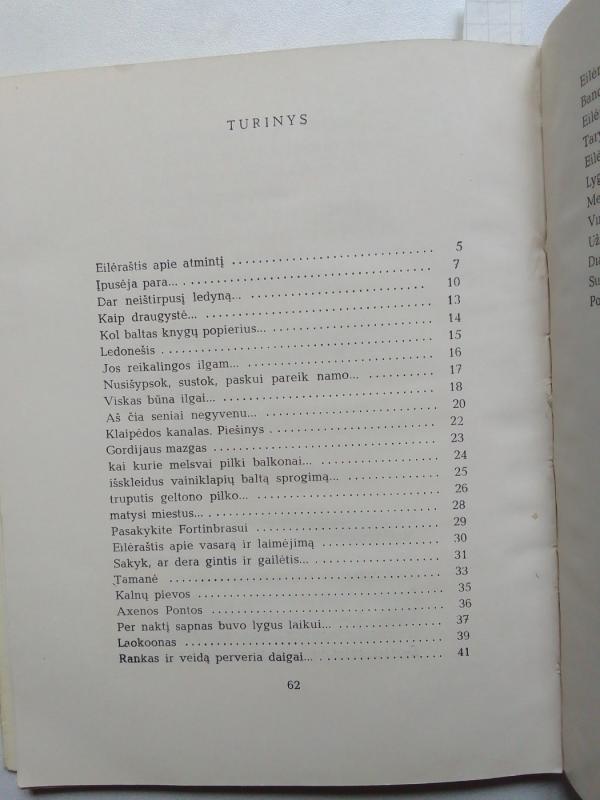 TURINYS
Eilėraštis apie atmintį . . . . . . . . . . . . . . . . . . . . . . 5
Įpusėja para... . . . . . . . . . . . . . . . . . . . . . . . . . . . 7
Dar neištirpusį ledyną... . . . . . . . . . . . . . . . . . . . 10
Kaip draugystė... . . . . . . . . . . . . . . . . . . . . . . . . . 13
Kol baltas knygų popierius... . . . . . . . . . . . . . . . . 14
Ledonešis . . . . . . . . . . . . . . . . . . . . . . . . . . . . . . 15
Jos reikalingos ilgam... . . . . . . . . . . . . . . . . . . . . 16
Nusišypsok, sustok, paskui pareik namo... . . . . . . . . 17
Viskas būna ilgai... . . . . . . . . . . . . . . . . . . . . . . . 18
Aš čia seniai negyvenu... . . . . . . . . . . . . . . . . . . . 20
Klaipėdos kanalas. Piešinys . . . . . . . . . . . . . . . . . . 22
Gordijaus mazgas . . . . . . . . . . . . . . . . . . . . . . . . 23
kai kurie melsvai pilki balkonai... . . . . . . . . . . . . . 24
išskleidus vainiklapių baltą sprogimą... . . . . . . . . . . 25
truputis geltono pilko... . . . . . . . . . . . . . . . . . . . . 26
matysi miestus... . . . . . . . . . . . . . . . . . . . . . . . . . 28
Pasakykite Fortinbrasui . . . . . . . . . . . . . . . . . . . . 29
Eilėraštis apie vasarą ir laimėjimą . . . . . . . . . . . . . 30
Sakyk, ar dera gintis ir gailėtis... . . . . . . . . . . . . . . 31
Tamanė . . . . . . . . . . . . . . . . . . . . . . . . . . . . . . . 33
Kalnų pievos . . . . . . . . . . . . . . . . . . . . . . . . . . . 35
Axenos Pontos . . . . . . . . . . . . . . . . . . . . . . . . . . 36
Per naktį sapnas buvo lygus laikui... . . . . . . . . . . . . 37
Laokoonas . . . . . . . . . . . . . . . . . . . . . . . . . . . . . 39
Rankas ir veidą perveria daigai... . . . . . . . . . . . . . . 41
62